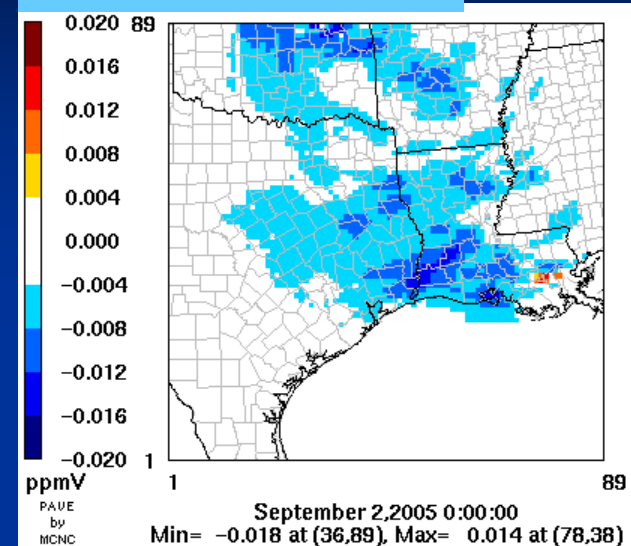 0.020
0.016
0.012
0.008
0.004
0.000
−0.004
−0.008
−0.012
−0.016
−0.020
ppmV
PAVE
by
MCNC
89
1
1 89
September 2,2005 0:00:00
Min= −0.018 at (36,89), Max= 0.014 at (78,38)